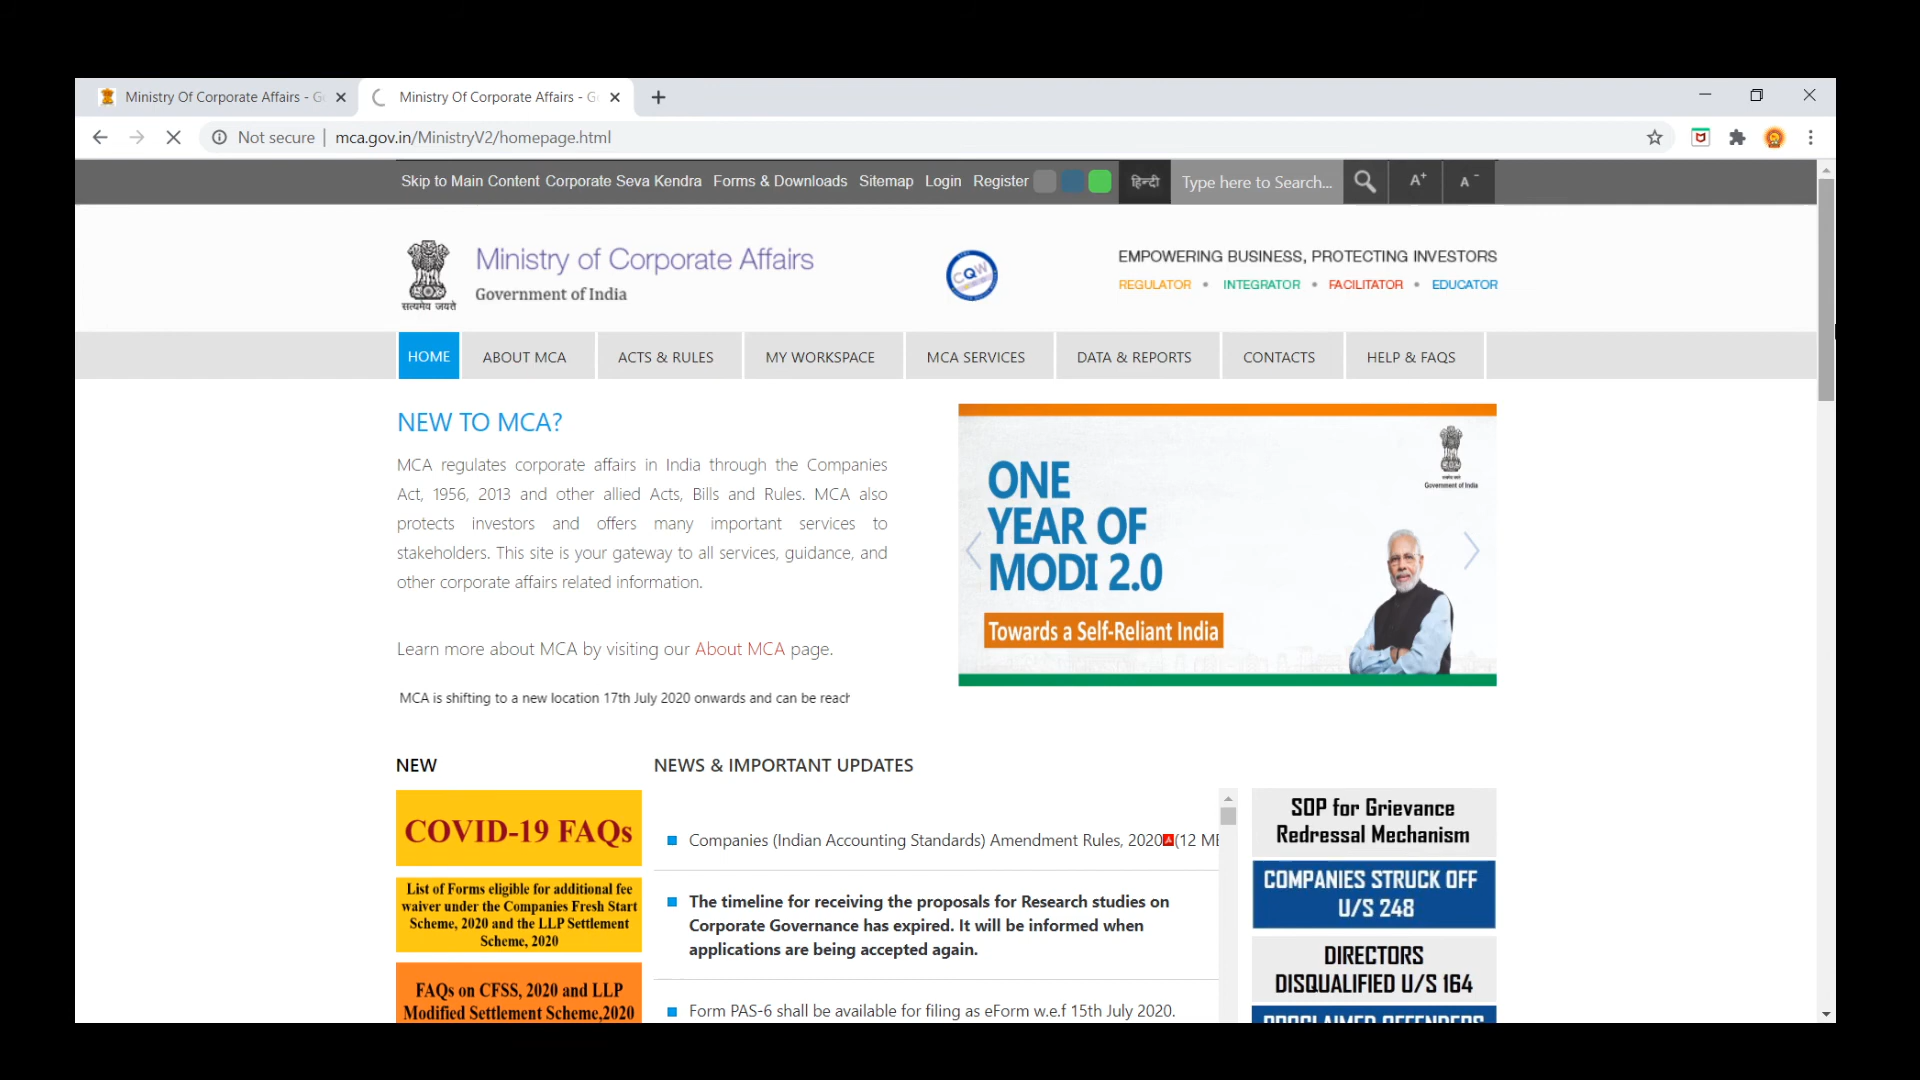 Ministry Of Corporate Affairs - G
Ministry Of Corporate Affairs - G
Not secure | mca.gov.in/MinistryV2/homepage.html
Skip to Main Content Corporate Seva Kendra Forms & Downloads Sitemap Login Register हिन्दी Type here to Search... A+ A-
सत्यमेव जयते
Ministry of Corporate Affairs
Government of India
CQW
EMPOWERING BUSINESS, PROTECTING INVESTORS
REGULATOR • INTEGRATOR • FACILITATOR • EDUCATOR
HOME ABOUT MCA ACTS & RULES MY WORKSPACE MCA SERVICES DATA & REPORTS CONTACTS HELP & FAQS
NEW TO MCA?
MCA regulates corporate affairs in India through the Companies
Act, 1956, 2013 and other allied Acts, Bills and Rules. MCA also
protects investors and offers many important services to
stakeholders. This site is your gateway to all services, guidance, and
other corporate affairs related information.
Learn more about MCA by visiting our About MCA page.
MCA is shifting to a new location 17th July 2020 onwards and can be reach
Government of India
ONE
YEAR OF
MODI 2.0
Towards a Self-Reliant India
NEW
COVID-19 FAQs
List of Forms eligible for additional fee
waiver under the Companies Fresh Start
Scheme, 2020 and the LLP Settlement
Scheme, 2020
FAQs on CFSS, 2020 and LLP
Modified Settlement Scheme,2020
NEWS & IMPORTANT UPDATES
Companies (Indian Accounting Standards) Amendment Rules, 2020 (12 MB
The timeline for receiving the proposals for Research studies on
Corporate Governance has expired. It will be informed when
applications are being accepted again.
Form PAS-6 shall be available for filing as eForm w.e.f 15th July 2020.
SOP for Grievance
Redressal Mechanism
COMPANIES STRUCK OFF
U/S 248
DIRECTORS
DISQUALIFIED U/S 164
PROCLAIMED OFFENDERS